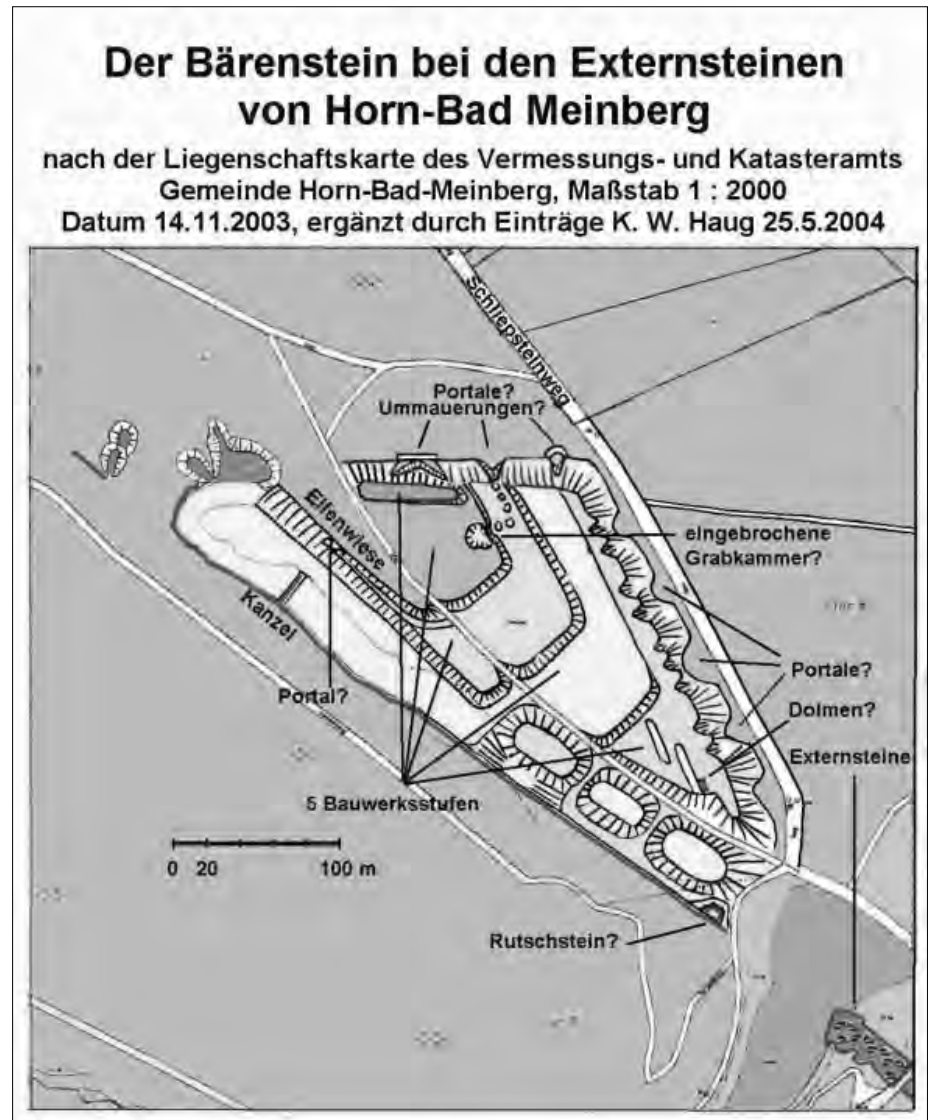 Der Bärenstein bei den Externsteinen
von Horn-Bad Meinberg
nach der Liegenschaftskarte des Vermessungs- und Katasteramts
Gemeinde Horn-Bad-Meinberg, Maßstab 1 : 2000
Datum 14.11.2003, ergänzt durch Einträge K. W. Haug 25.5.2004
Schliepsteinweg
Portale?
Ummauerungen?
Elfenwiese
eingebrochene
Grabkammer?
Kanzel
Portale?
Portal?
Dolmen?
Externsteine
5 Bauwerksstufen
0 20 100 m
Rutschstein?